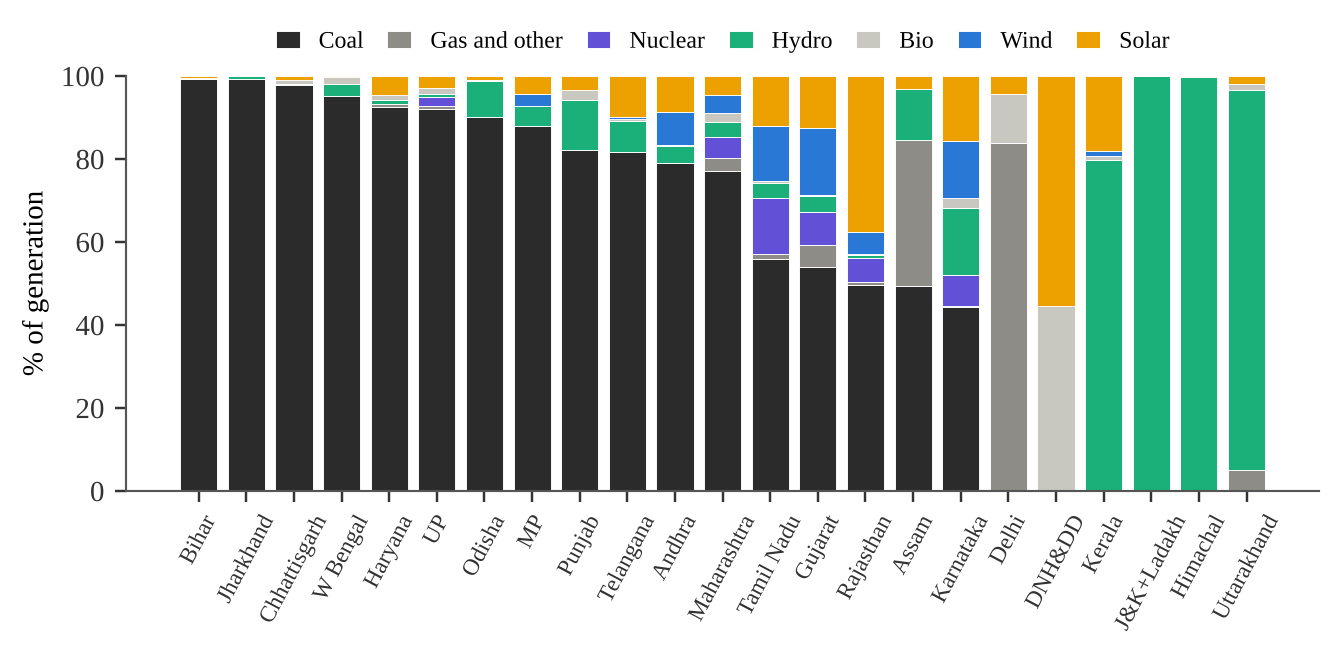 Coal Gas and other Nuclear Hydro Bio Wind Solar
% of generation
100
80
60
40
20
0
Bihar
Jharkhand
Chhattisgarh
W Bengal
Haryana
UP
Odisha
MP
Punjab
Telangana
Andhra
Maharashtra
Tamil Nadu
Gujarat
Rajasthan
Assam
Karnataka
Delhi
DNH&DD
Kerala
J&K+Ladakh
Himachal
Uttarakhand